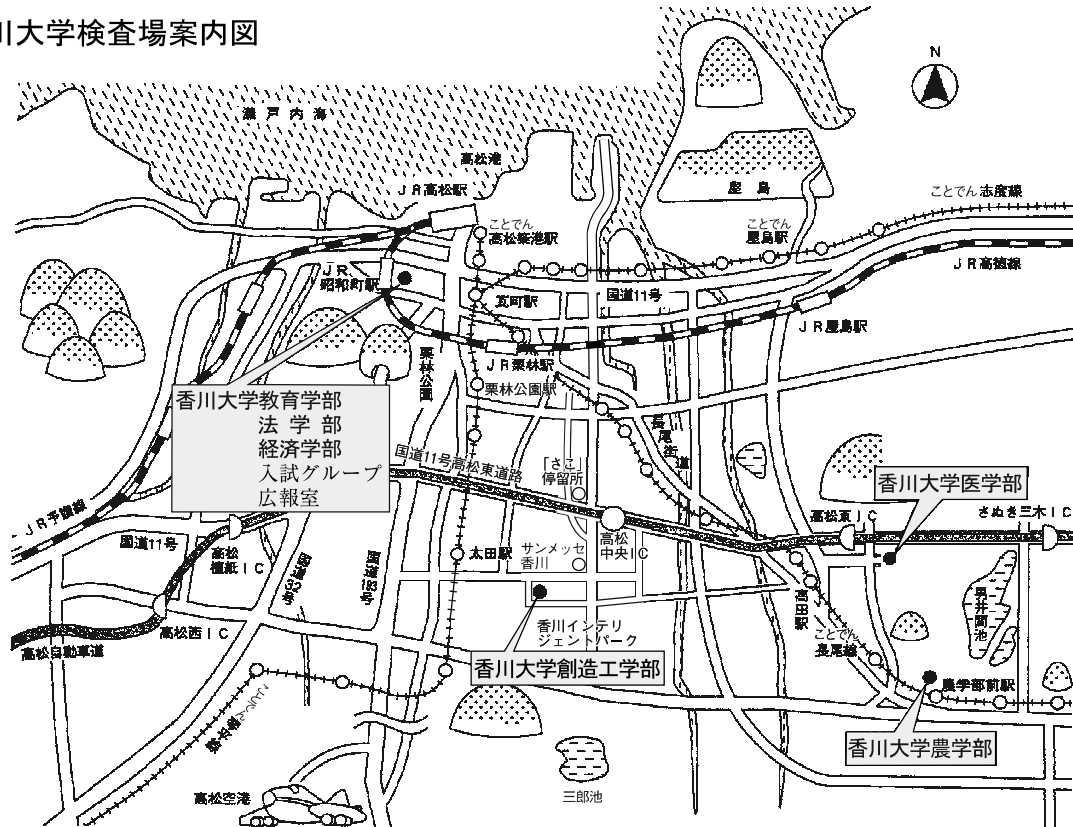 川大学検査場案内図
N
瀬戸内海
高松港
JR高松駅
ことでん
高松築港駅
屋島
ことでん
屋島駅
ことでん 志度線
JR高徳線
JR
昭和町駅
瓦町駅
国道11号
JR屋島駅
JR栗林駅
栗林公園
栗林公園駅
香川大学教育学部
法学部
経済学部
入試グループ
広報室
国道11号高松東道路
「さこ」
停留所
長尾街道
香川大学医学部
高松東IC
さぬき三木IC
JR予讃線
国道11号
高松
檀紙IC
国道32号
国道193号
太田駅
サンメッセ
香川
高松
中央IC
高田駅
男井間池
高松西IC
高松自動車道
香川インテリ
ジェントパーク
ことでん
長尾線
香川大学創造工学部
農学部前駅
ことでん琴平線
香川大学農学部
高松空港
三郎池